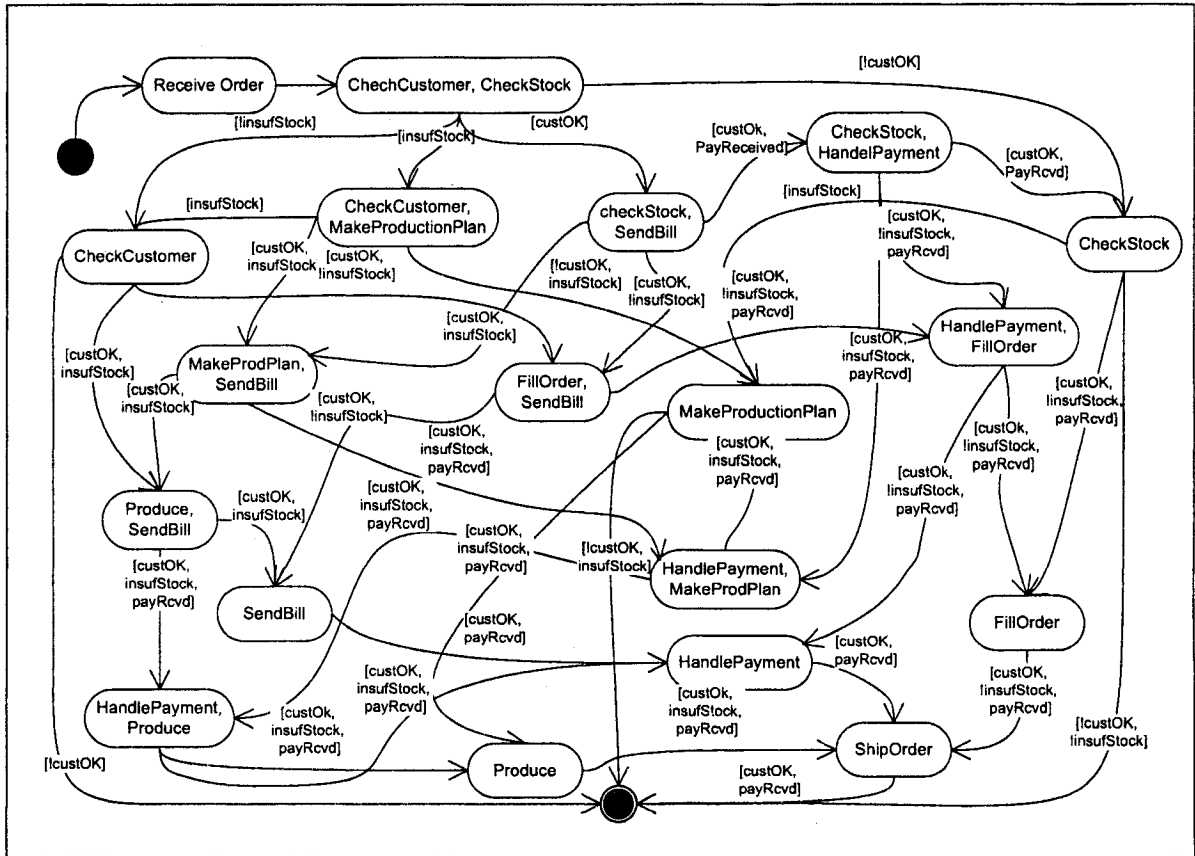 [!custOK]
Receive Order
ChechCustomer, CheckStock
[!insufStock]
[insufStock]
[custOK]
[custOk,
PayReceived]
CheckStock,
HandelPayment
[custOK,
PayRcvd]
[insufStock]
CheckCustomer,
MakeProductionPlan
[insufStock]
checkStock,
SendBill
[custOk,
!insufStock,
payRcvd]
CheckStock
CheckCustomer
[custOK,
insufStock]
[custOK,
!insufStock]
[!custOK,
insufStock]
[custOk,
!insufStock]
[custOK,
!insufStock,
payRcvd]
HandlePayment,
FillOrder
[custOK,
insufStock]
[custOK,
insufStock]
MakeProdPlan,
SendBill
FillOrder,
SendBill
[custOK,
insufStock,
payRcvd]
[custOK,
insufStock]
[custOK,
!insufStock]
MakeProductionPlan
[custOK,
!insufStock,
payRcvd]
[custOK,
insufStock,
payRcvd]
[custOK,
insufStock,
payRcvd]
[custOk,
!insufStock,
payRcvd]
[custOk,
!insufStock,
payRcvd]
Produce,
SendBill
[custOK,
insufStock]
[custOK,
insufStock,
payRcvd]
[custOK,
insufStock,
payRcvd]
[!custOK,
insufStock]
HandlePayment,
MakeProdPlan
[custOK,
insufStock,
payRcvd]
SendBill
FillOrder
[custOK,
payRcvd]
HandlePayment
[custOK,
payRcvd]
[custOK,
insufStock,
payRcvd]
[custOk,
insufStock,
payRcvd]
[custOK,
!insufStock,
payRcvd]
HandlePayment,
Produce
[custOk,
insufStock,
payRcvd]
[!custOK,
!insufStock]
ShipOrder
[!custOK]
Produce
[custOK,
payRcvd]